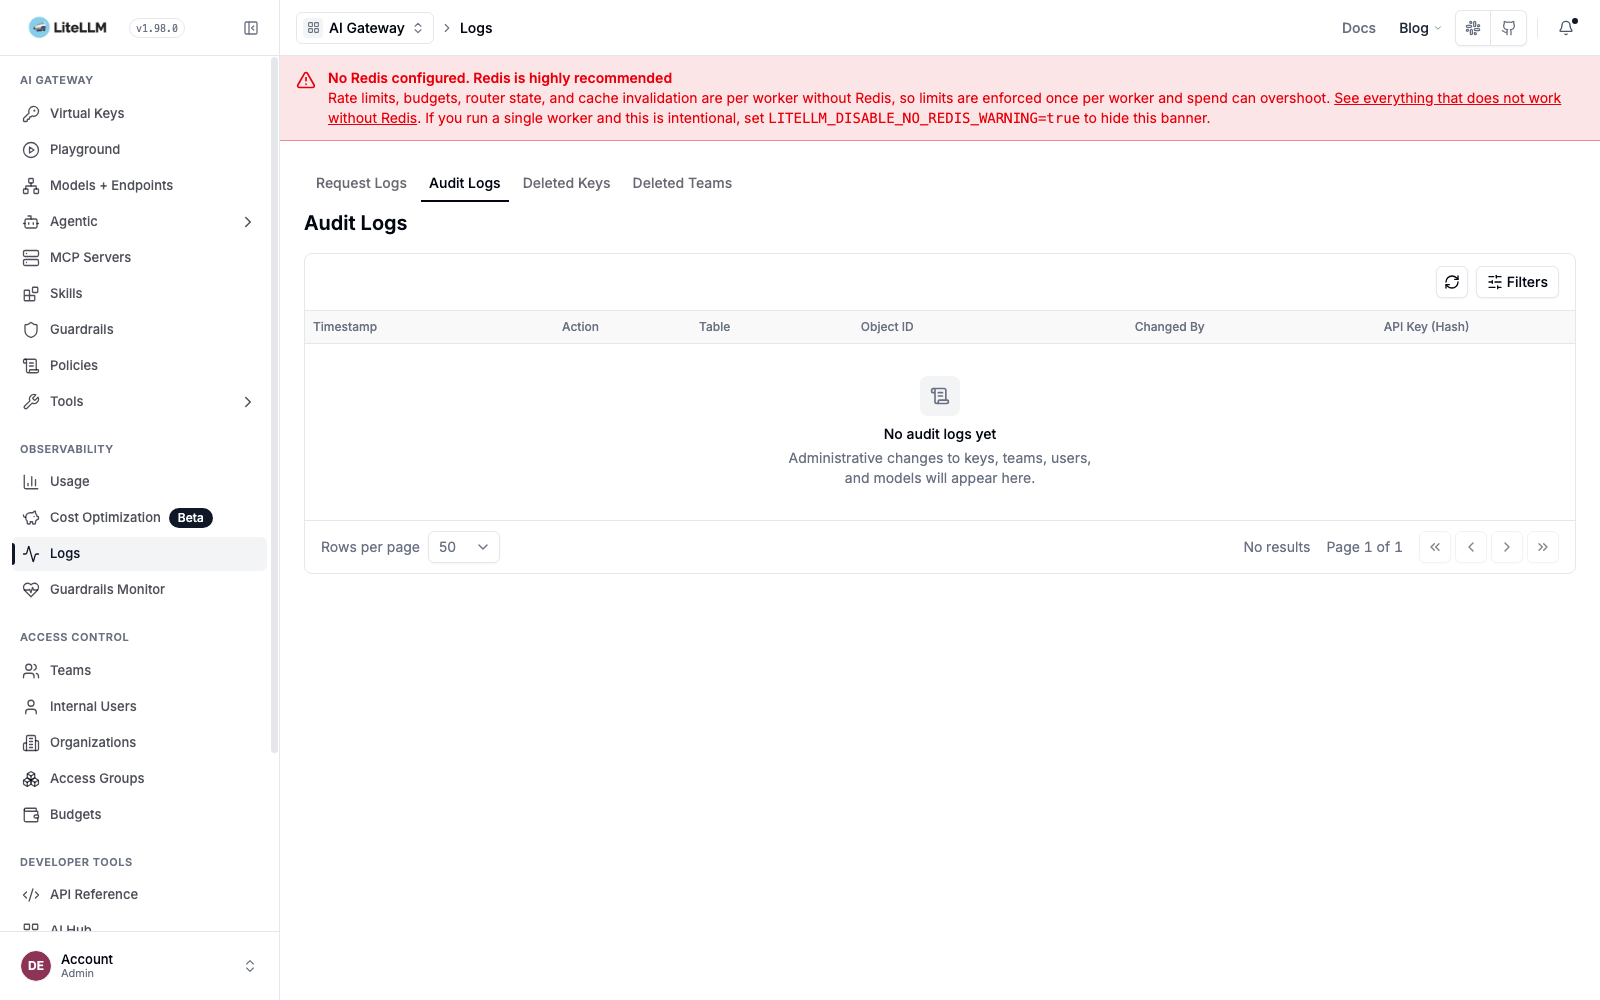 LiteLLM
v1.98.0
AI Gateway
Logs
Docs
Blog
No Redis configured. Redis is highly recommended
Rate limits, budgets, router state, and cache invalidation are per worker without Redis, so limits are enforced once per worker and spend can overshoot. See everything that does not work
without Redis. If you run a single worker and this is intentional, set LITELLM_DISABLE_NO_REDIS_WARNING=true to hide this banner.
AI GATEWAY
Virtual Keys
Playground
Models + Endpoints
Agentic
MCP Servers
Skills
Guardrails
Policies
Tools
OBSERVABILITY
Usage
Cost Optimization Beta
Logs
Guardrails Monitor
ACCESS CONTROL
Teams
Internal Users
Organizations
Access Groups
Budgets
DEVELOPER TOOLS
API Reference
AI Hub
DE
Account
Admin
Request Logs Audit Logs Deleted Keys Deleted Teams
Audit Logs
Filters
Timestamp Action Table Object ID Changed By API Key (Hash)
No audit logs yet
Administrative changes to keys, teams, users,
and models will appear here.
Rows per page 50 No results Page 1 of 1